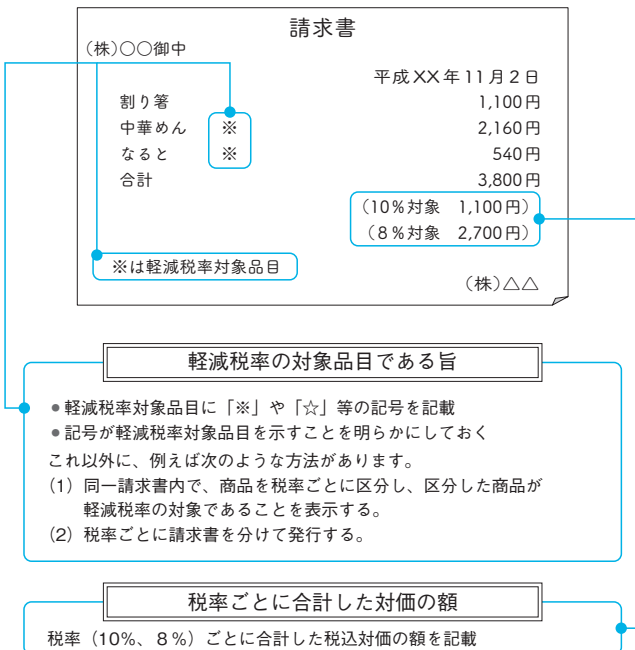 請求書
(株)○○御中
平成XX年11月2日
割り箸 1,100円
中華めん ※ 2,160円
なると ※ 540円
合計 3,800円
(10%対象 1,100円)
(8%対象 2,700円)
※は軽減税率対象品目
(株)△△
軽減税率の対象品目である旨
●軽減税率対象品目に「※」や「☆」等の記号を記載
●記号が軽減税率対象品目を示すことを明らかにしておく
これ以外に、例えば次のような方法があります。
(1)同一請求書内で、商品を税率ごとに区分し、区分した商品が
軽減税率の対象であることを表示する。
(2)税率ごとに請求書を分けて発行する。
税率ごとに合計した対価の額
税率(10%、8%)ごとに合計した税込対価の額を記載